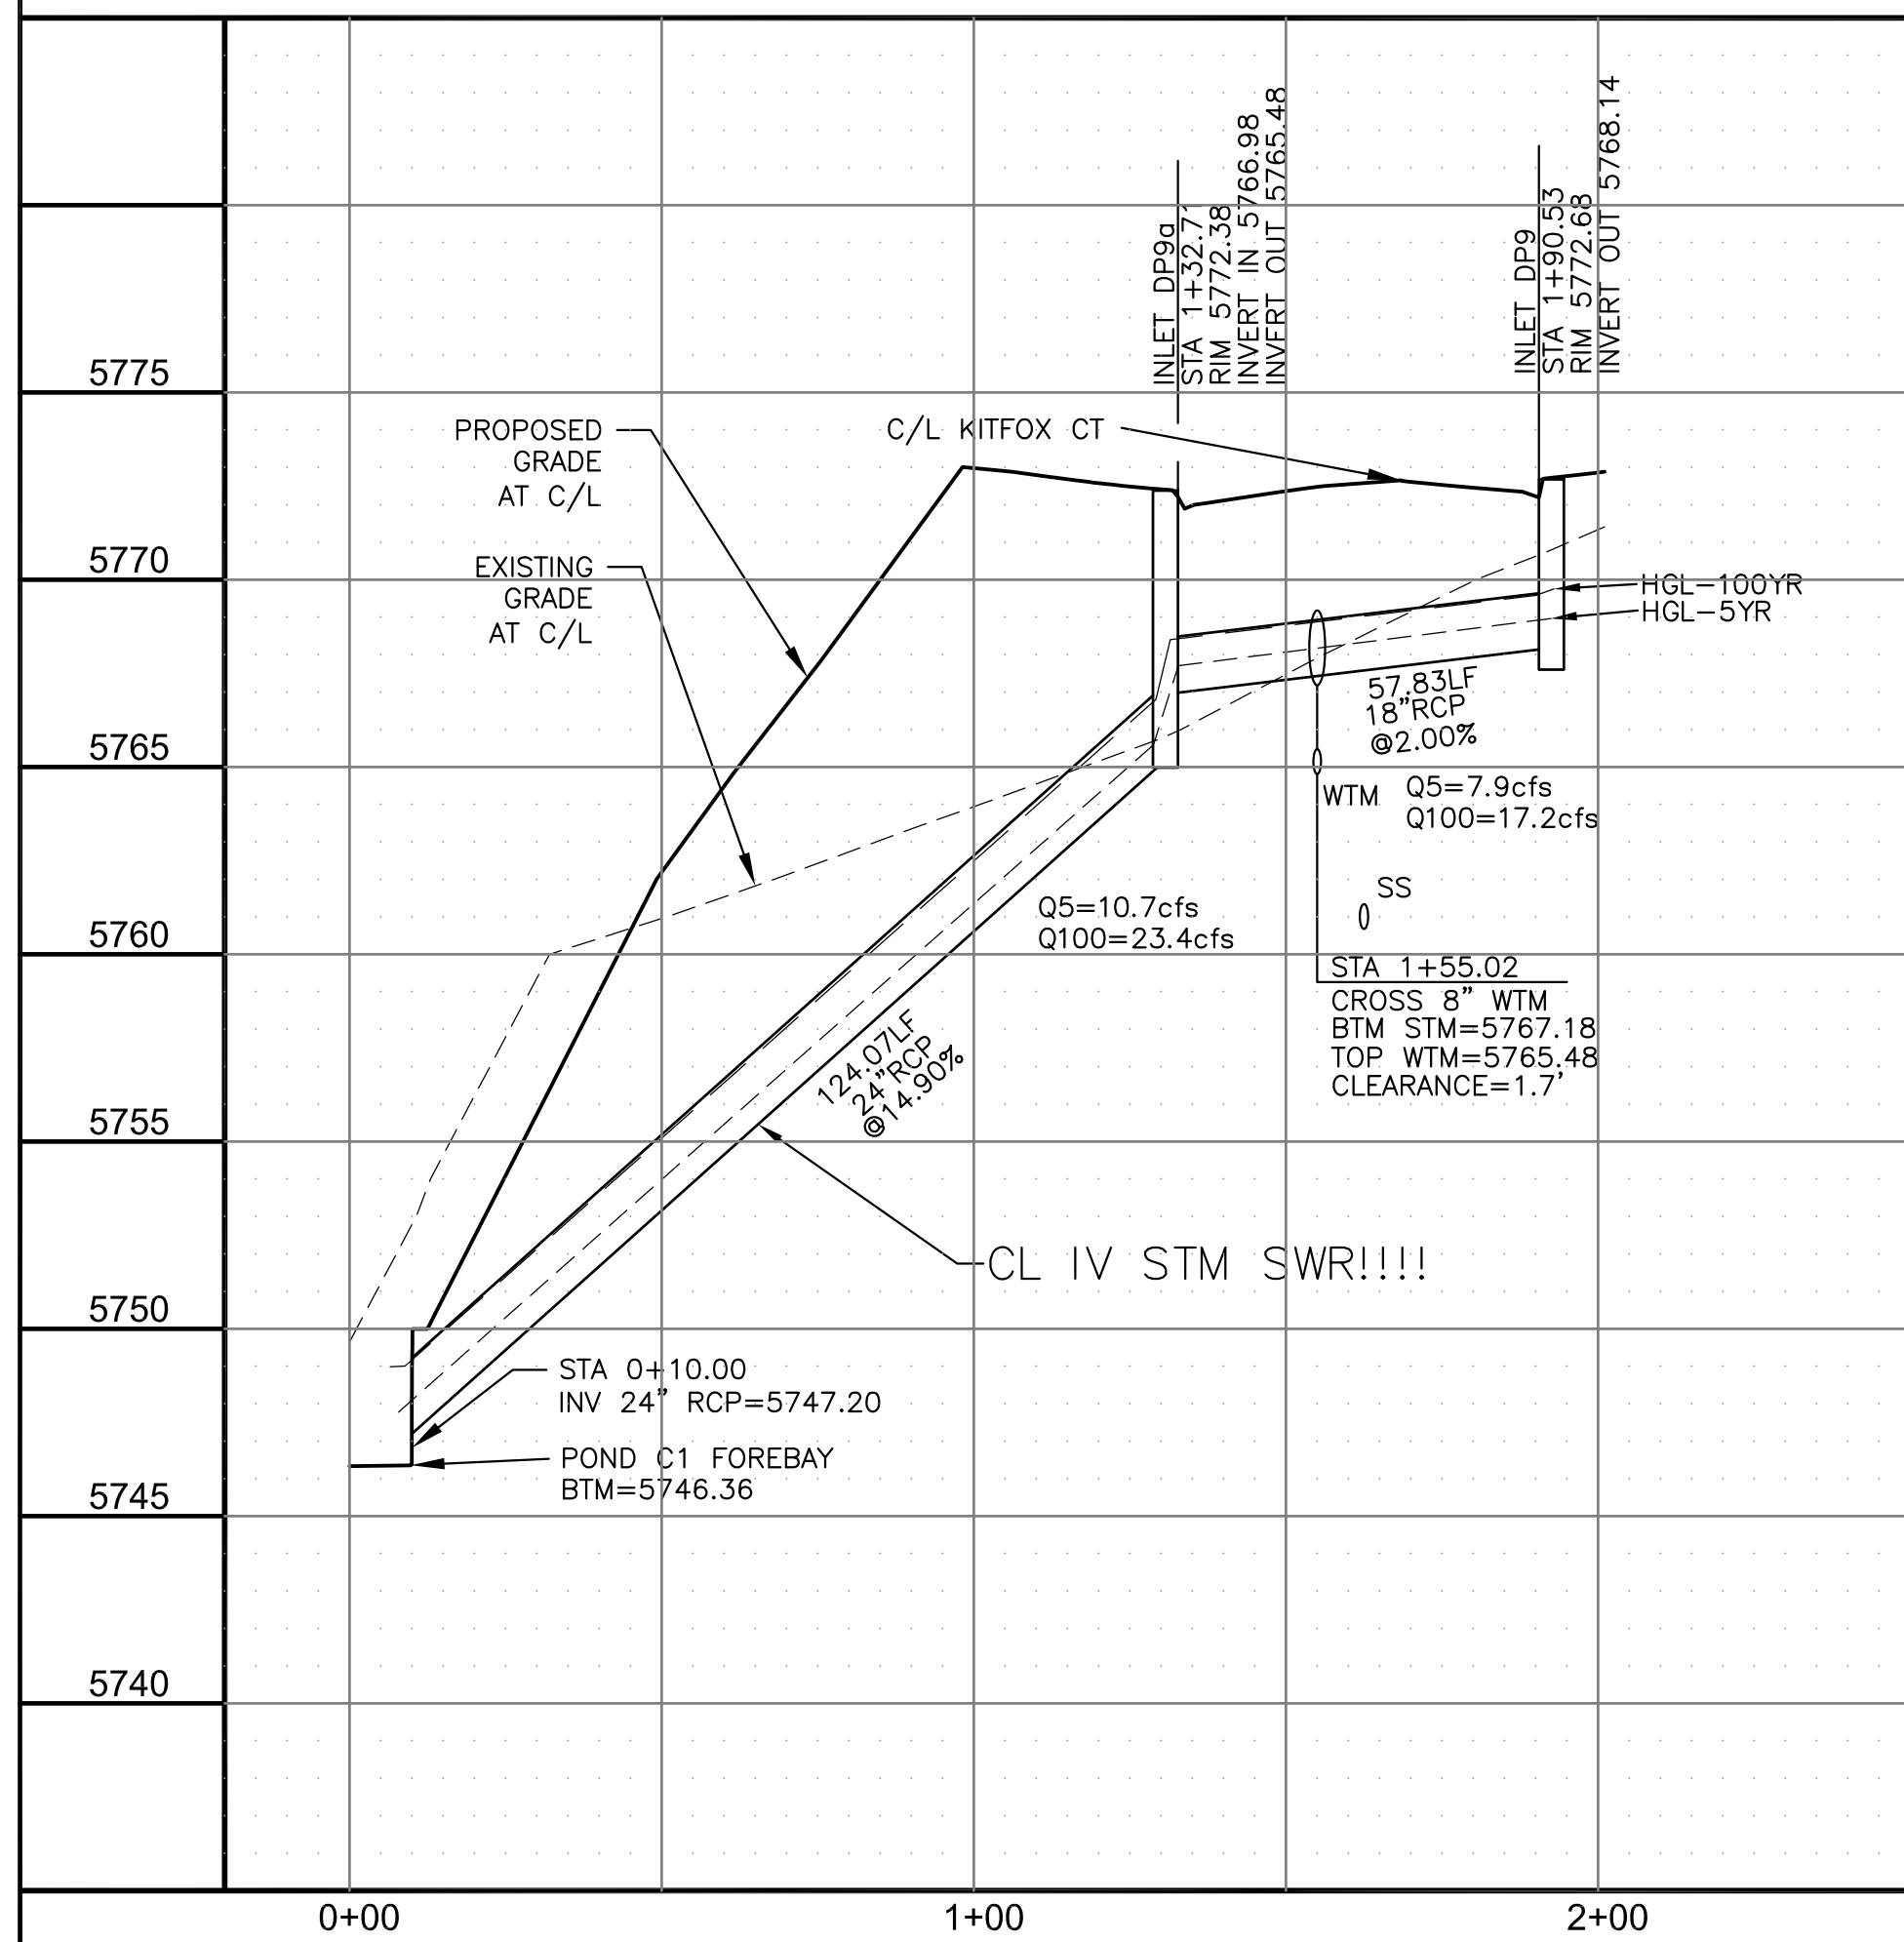 INLET DP9a
STA 1+32.71
RIM 5772.38
INVERT IN 5766.98
INVERT OUT 5765.48
INLET DP9
STA 1+90.53
RIM 5772.68
INVERT OUT 5768.14
5775
PROPOSED
GRADE
AT C/L
C/L KITFOX CT
5770
EXISTING
GRADE
AT C/L
HGL-100YR
HGL-5YR
57.83LF
18"RCP
@2.00%
5765
WTM
Q5=7.9cfs
Q100=17.2cfs
SS
Q5=10.7cfs
Q100=23.4cfs
5760
STA 1+55.02
CROSS 8" WTM
BTM STM=5767.18
TOP WTM=5765.48
CLEARANCE=1.7'
124.07LF
24"RCP
@14.90%
5755
CL IV STM SWR!!!!
5750
STA 0+10.00
INV 24" RCP=5747.20
POND C1 FOREBAY
BTM=5746.36
5745
5740
0+00
1+00
2+00